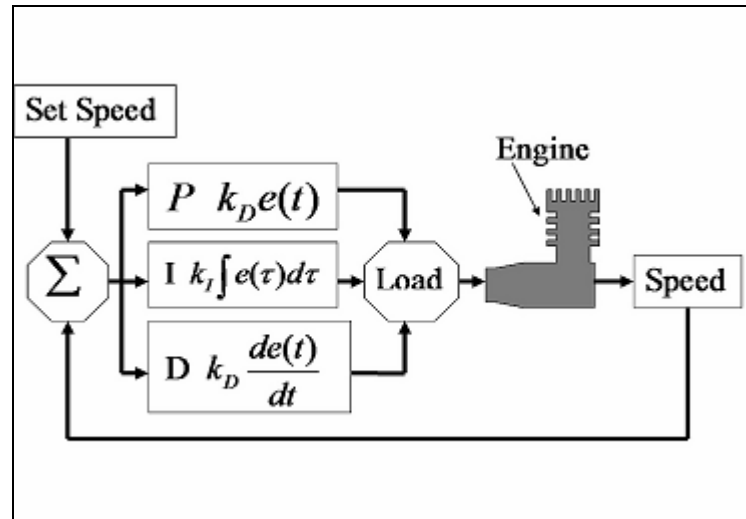 Set Speed
Engine
P k_D e(t)
Σ
I k_I ∫ e(τ)dτ
Load
Speed
D k_D de(t)/dt